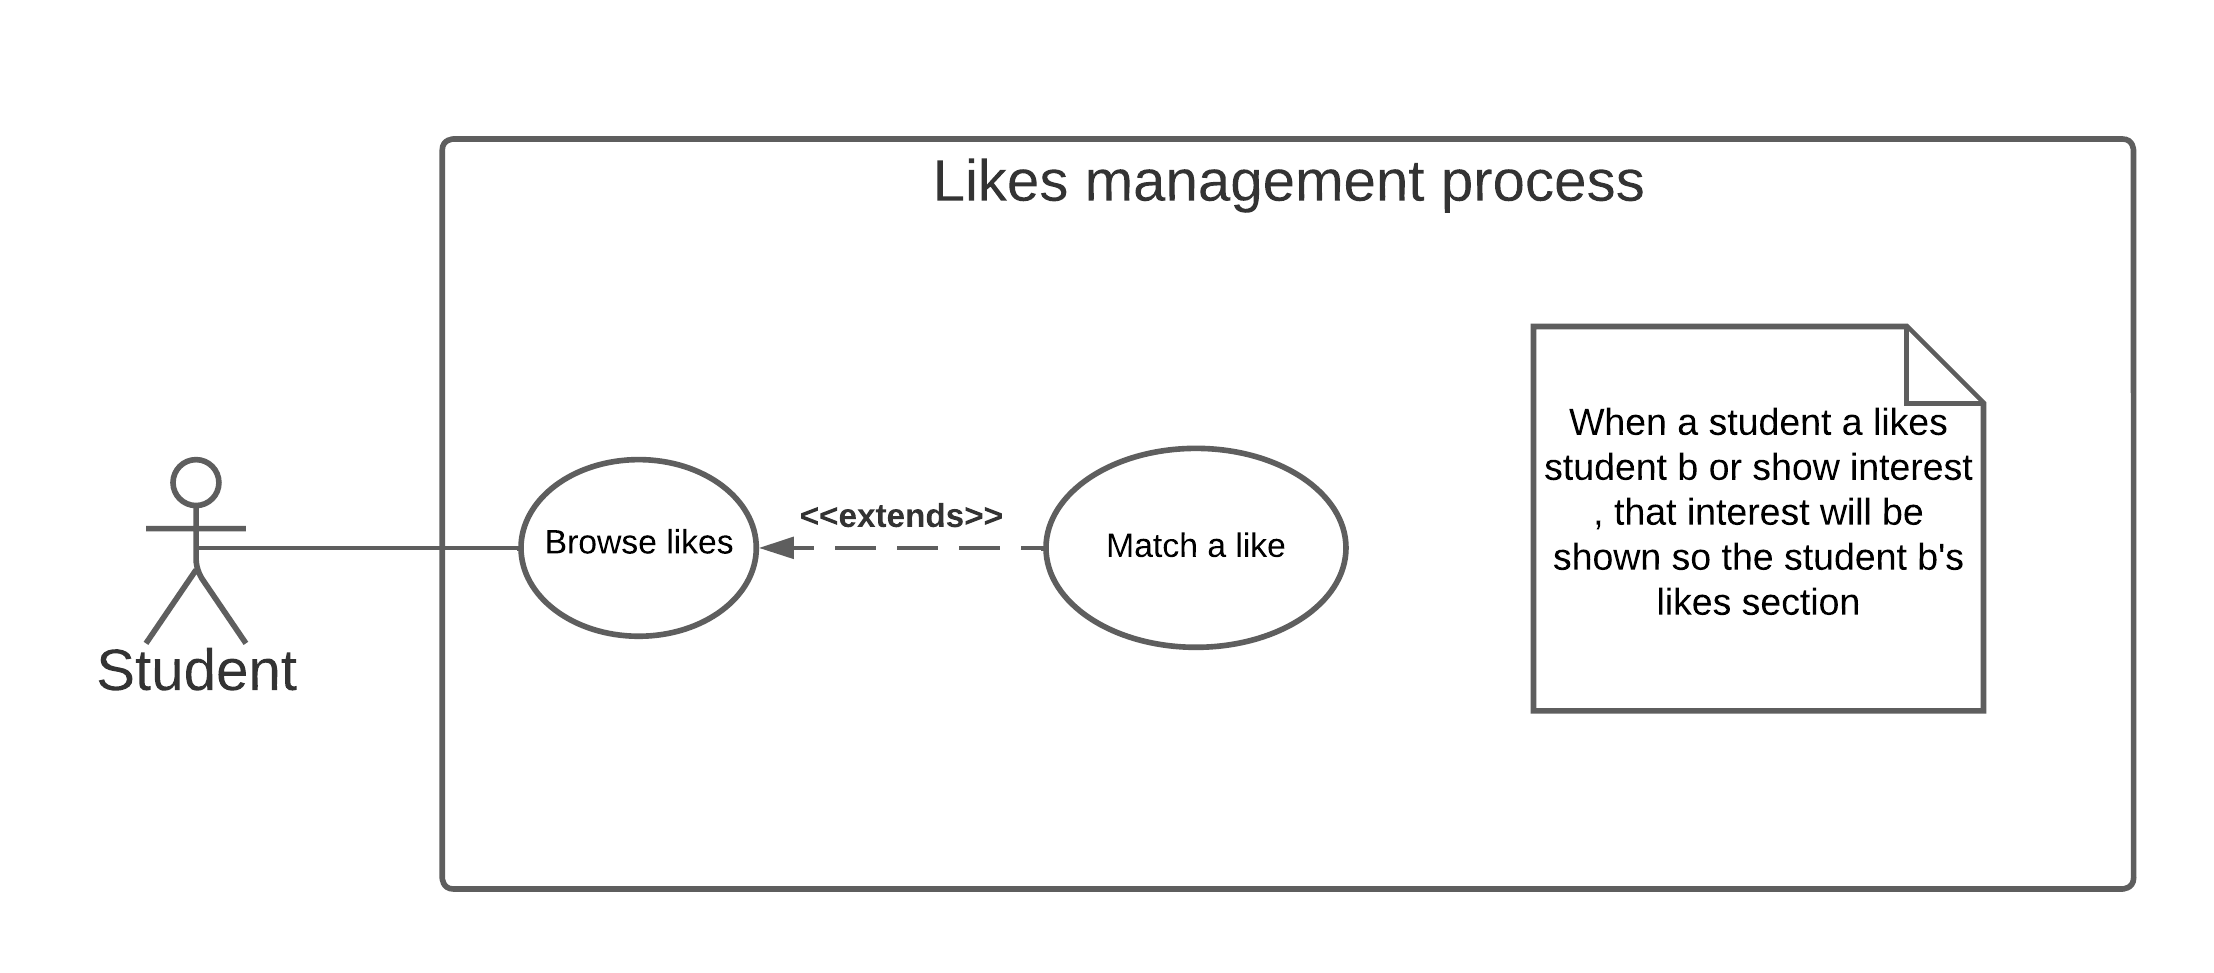 Likes management process
Student
Browse likes
<<extends>>
Match a like
When a student a likes
student b or show interest
, that interest will be
shown so the student b's
likes section